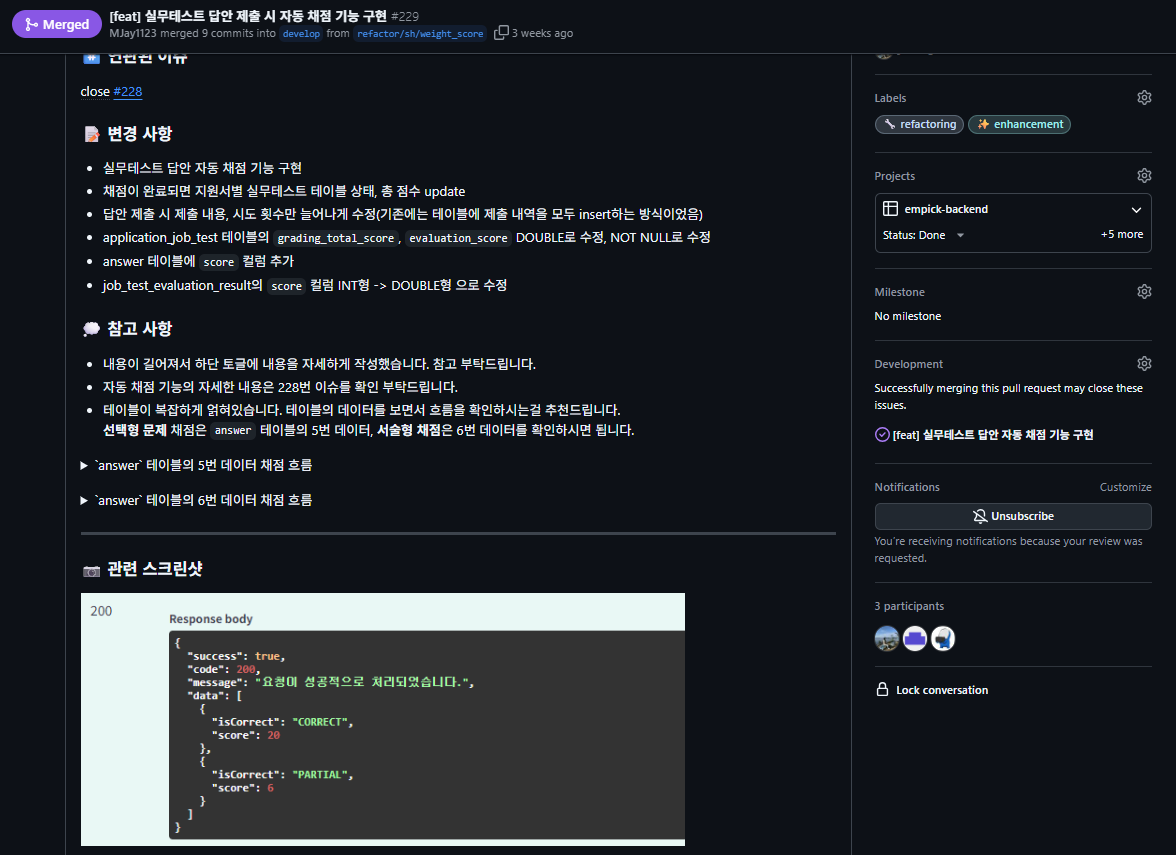 Merged
[feat] 실무테스트 답안 제출 시 자동 채점 기능 구현 #229
MJay1123 merged 9 commits into develop from refactor/sh/weight_score 3 weeks ago
close #228
변경 사항
실무테스트 답안 자동 채점 기능 구현
채점이 완료되면 지원서별 실무테스트 테이블 상태, 총 점수 update
답안 제출 시 제출 내용, 시도 횟수만 늘어나게 수정(기존에는 테이블에 제출 내역을 모두 insert하는 방식이었음)
application_job_test 테이블의 grading_total_score, evaluation_score DOUBLE로 수정, NOT NULL로 수정
answer 테이블에 score 컬럼 추가
job_test_evaluation_result의 score 컬럼 INT형 -> DOUBLE형 으로 수정
참고 사항
내용이 길어져서 하단 토글에 내용을 자세하게 작성했습니다. 참고 부탁드립니다.
자동 채점 기능의 자세한 내용은 228번 이슈를 확인 부탁드립니다.
테이블이 복잡하게 얽혀있습니다. 테이블의 데이터를 보면서 흐름을 확인하시는걸 추천드립니다.
선택형 문제 채점은 answer 테이블의 5번 데이터, 서술형 채점은 6번 데이터를 확인하시면 됩니다.
`answer` 테이블의 5번 데이터 채점 흐름
`answer` 테이블의 6번 데이터 채점 흐름
관련 스크린샷
200
Response body
{
"success": true,
"code": 200,
"message": "요청이 성공적으로 처리되었습니다.",
"data": [
{
"isCorrect": "CORRECT",
"score": 20
},
{
"isCorrect": "PARTIAL",
"score": 6
}
]
}
Labels
refactoring
enhancement
Projects
empick-backend
Status: Done
+5 more
Milestone
No milestone
Development
Successfully merging this pull request may close these
issues.
[feat] 실무테스트 답안 자동 채점 기능 구현
Notifications
Customize
Unsubscribe
You're receiving notifications because your review was
requested.
3 participants
Lock conversation